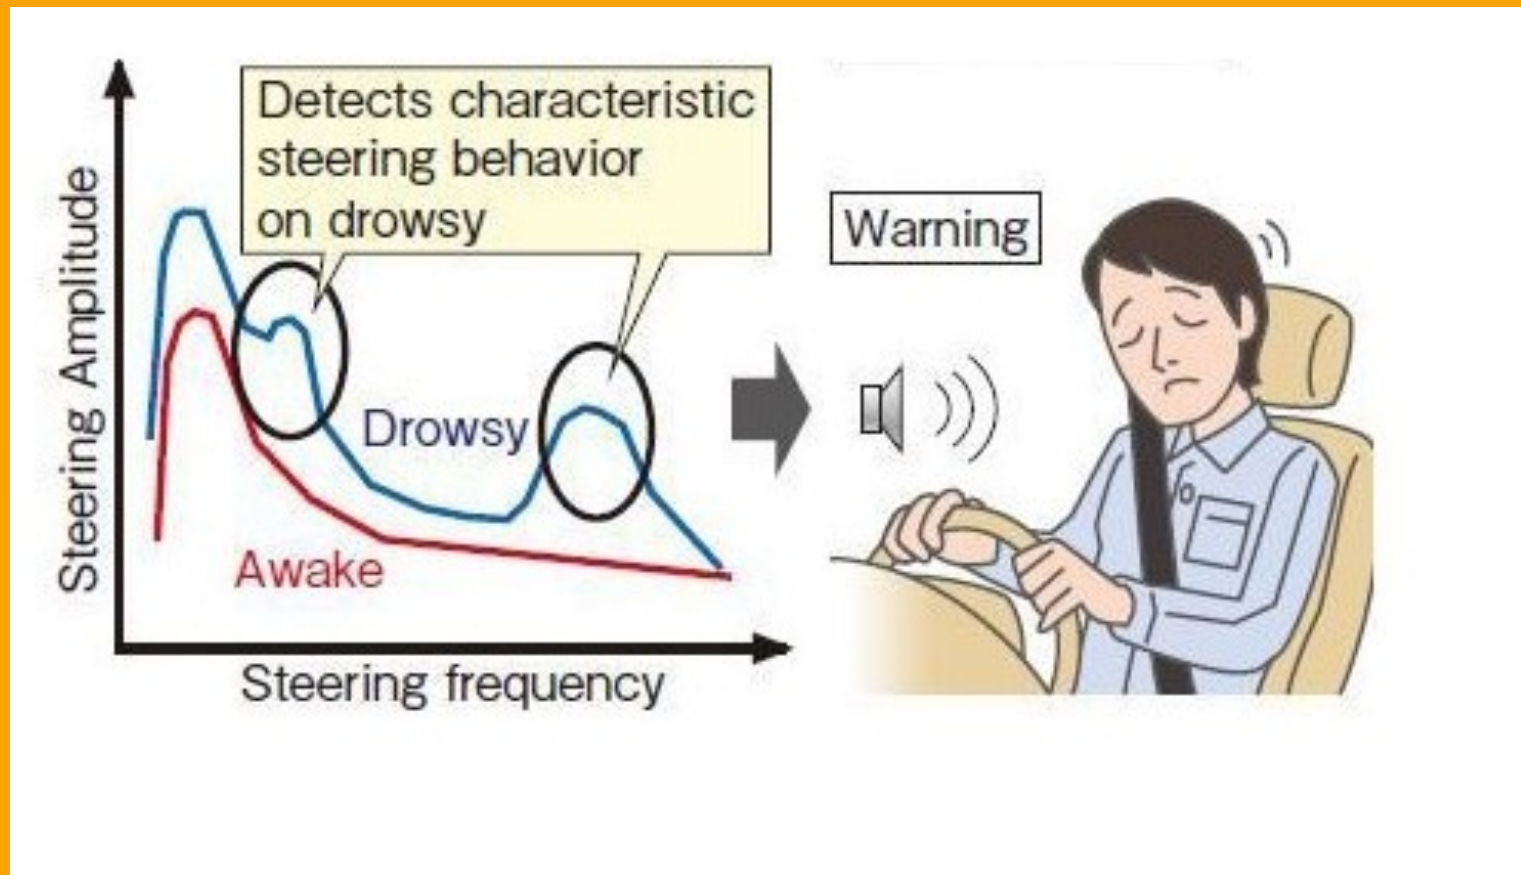 Detects characteristic
steering behavior
on drowsy
Steering Amplitude
Drowsy
Awake
Steering frequency
Warning